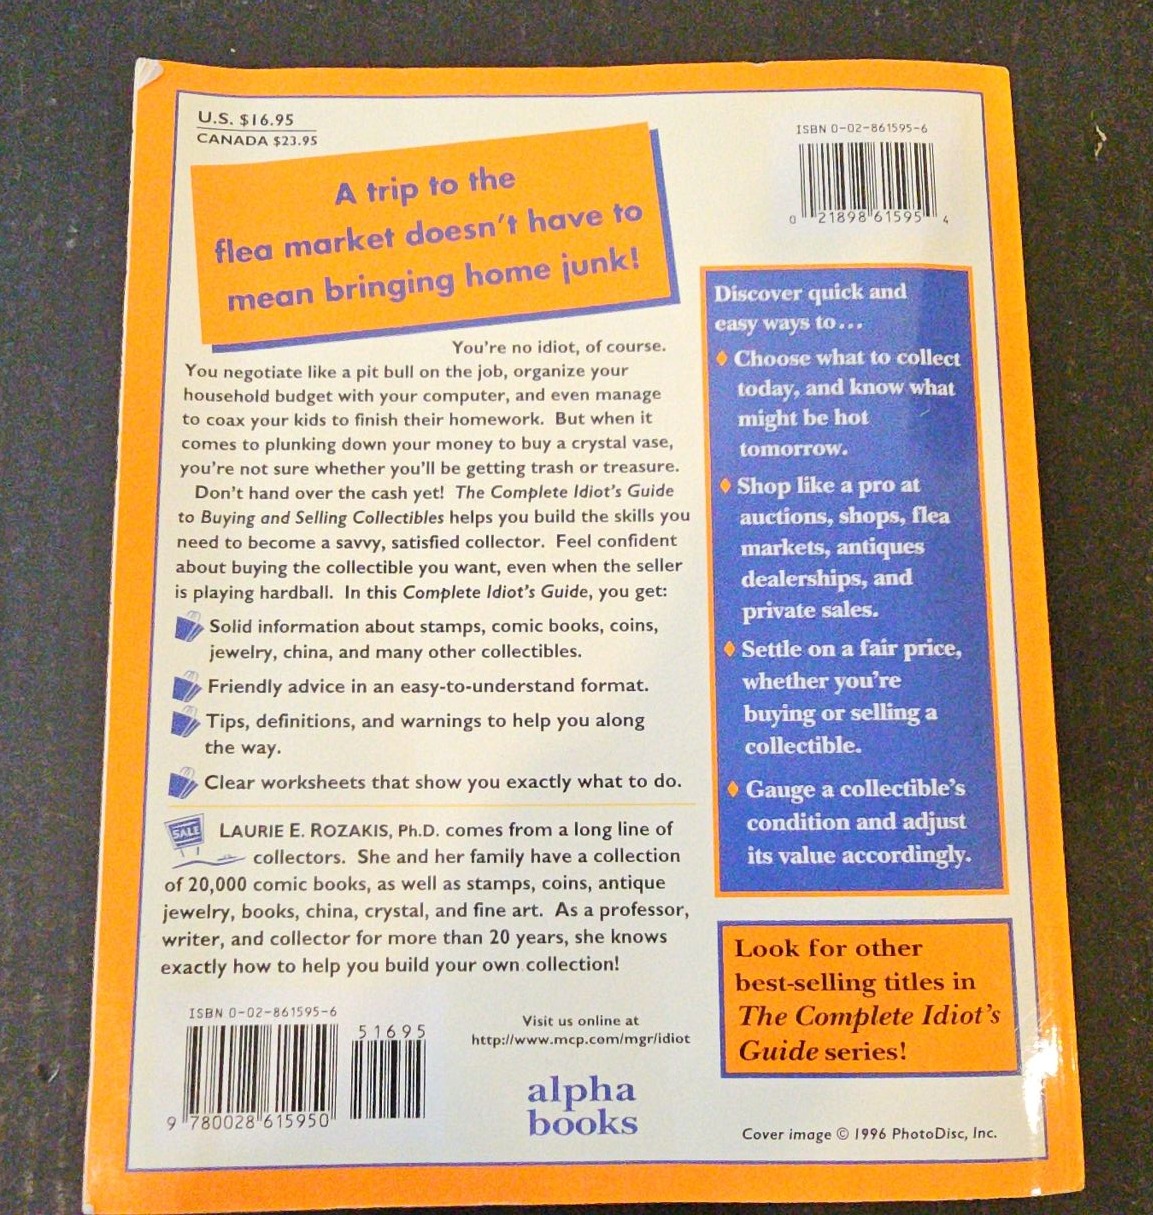 U.S. $16.95
CANADA $23.95
ISBN 0-02-861595-6
0 21898 61595 4
A trip to the
flea market doesn't have to
mean bringing home junk!
You're no idiot, of course.
You negotiate like a pit bull on the job, organize your
household budget with your computer, and even manage
to coax your kids to finish their homework. But when it
comes to plunking down your money to buy a crystal vase,
you're not sure whether you'll be getting trash or treasure.
Don't hand over the cash yet! The Complete Idiot's Guide
to Buying and Selling Collectibles helps you build the skills you
need to become a savvy, satisfied collector. Feel confident
about buying the collectible you want, even when the seller
is playing hardball. In this Complete Idiot's Guide, you get:
Solid information about stamps, comic books, coins,
jewelry, china, and many other collectibles.
Friendly advice in an easy-to-understand format.
Tips, definitions, and warnings to help you along
the way.
Clear worksheets that show you exactly what to do.
SALE
LAURIE E. ROZAKIS, Ph.D. comes from a long line of
collectors. She and her family have a collection
of 20,000 comic books, as well as stamps, coins, antique
jewelry, books, china, crystal, and fine art. As a professor,
writer, and collector for more than 20 years, she knows
exactly how to help you build your own collection!
Discover quick and
easy ways to...
Choose what to collect
today, and know what
might be hot
tomorrow.
Shop like a pro at
auctions, shops, flea
markets, antiques
dealerships, and
private sales.
Settle on a fair price,
whether you're
buying or selling a
collectible.
Gauge a collectible's
condition and adjust
its value accordingly.
Look for other
best-selling titles in
The Complete Idiot's
Guide series!
ISBN 0-02-861595-6
51695
9 780028 615950
Visit us online at
http://www.mcp.com/mgr/idiot
alpha
books
Cover image © 1996 PhotoDisc, Inc.